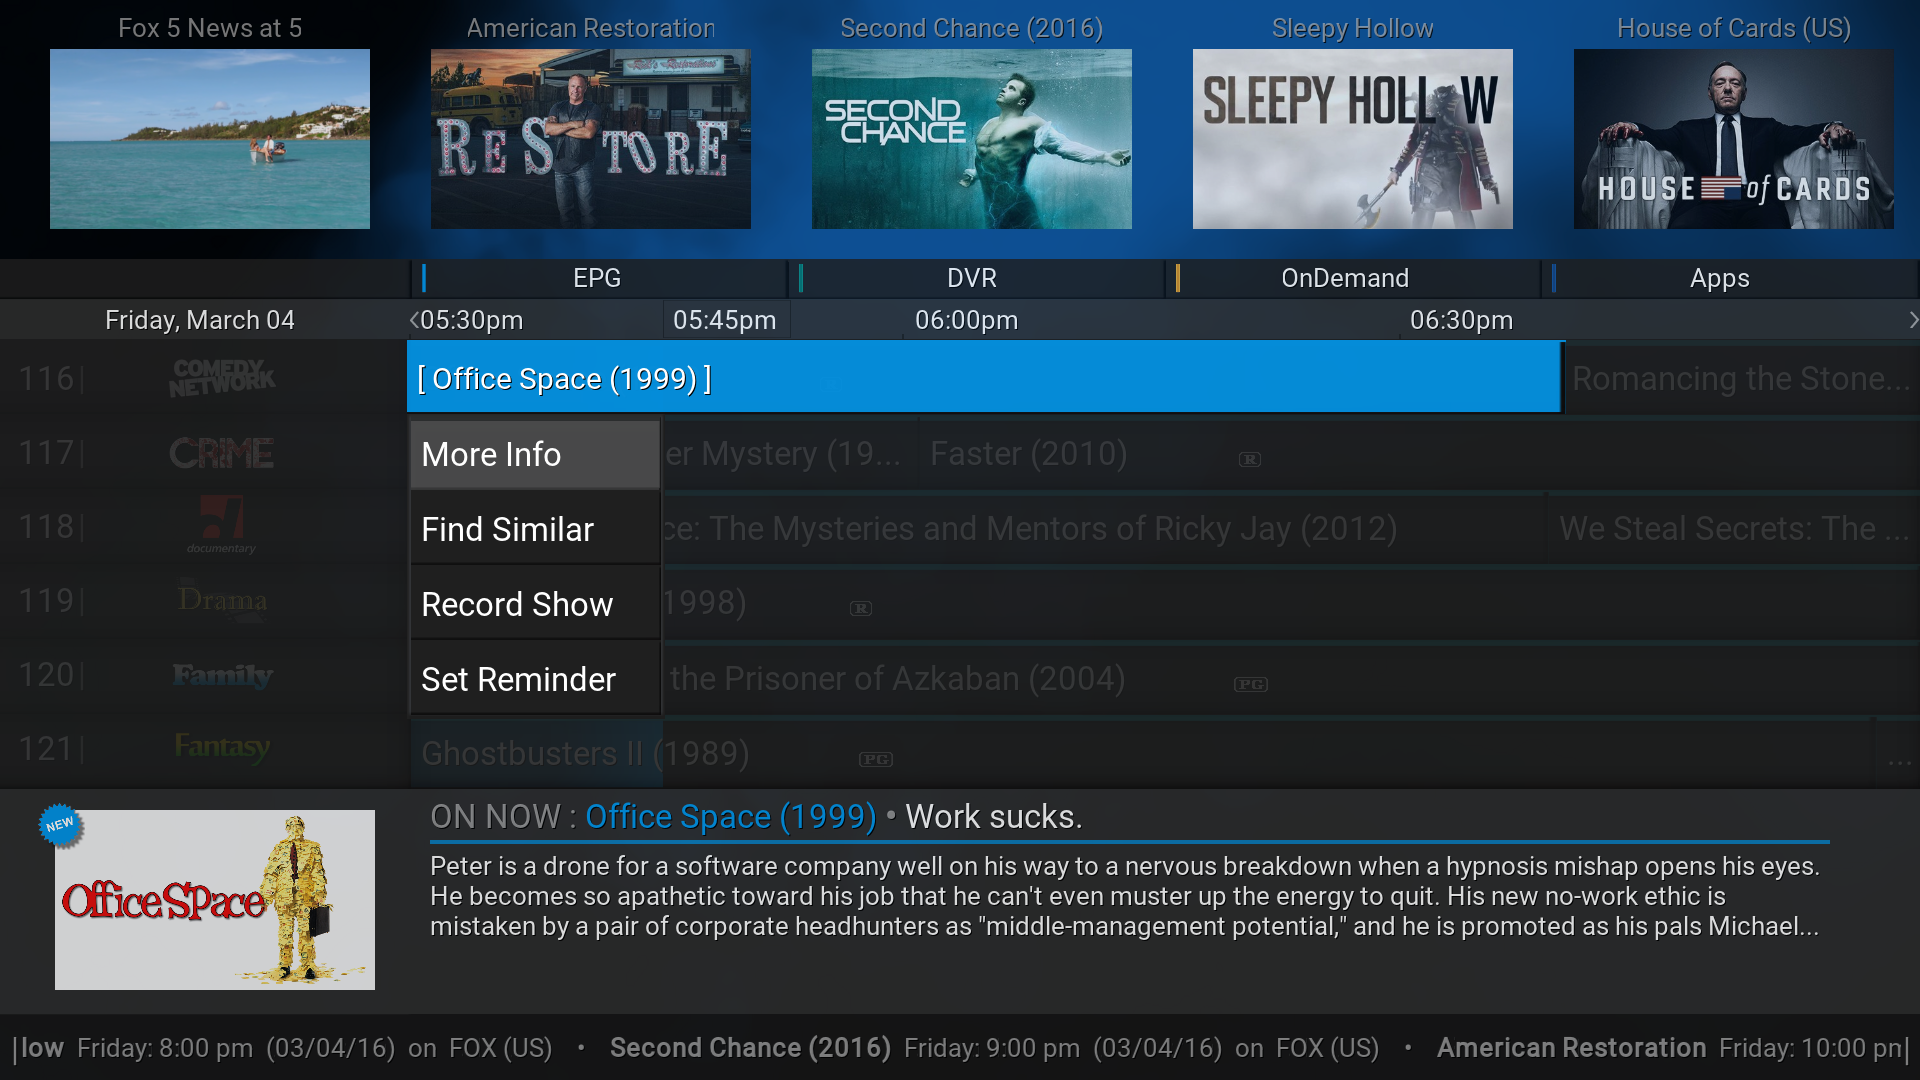 Fox 5 News at 5
American Restoration
Second Chance (2016)
Sleepy Hollow
House of Cards (US)
Rick's Restorations
RESTORE
SECOND
CHANCE
SLEEPY HOLLOW
HOUSE of CARDS
EPG
DVR
OnDemand
Apps
Friday, March 04
05:30pm
05:45pm
06:00pm
06:30pm
116
COMEDY
NETWORK
[ Office Space (1999) ]
Romancing the Stone...
117
CRIME
More Info
er Mystery (19...
Faster (2010)
R
118
documentary
Find Similar
ce: The Mysteries and Mentors of Ricky Jay (2012)
We Steal Secrets: The ...
119
Drama
Record Show
1998)
R
120
Family
Set Reminder
the Prisoner of Azkaban (2004)
PG
121
Fantasy
Ghostbusters II (1989)
PG
...
NEW
Office Space
ON NOW : Office Space (1999) • Work sucks.
Peter is a drone for a software company well on his way to a nervous breakdown when a hypnosis mishap opens his eyes.
He becomes so apathetic toward his job that he can't even muster up the energy to quit. His new no-work ethic is
mistaken by a pair of corporate headhunters as "middle-management potential," and he is promoted as his pals Michael...
low Friday: 8:00 pm (03/04/16) on FOX (US) • Second Chance (2016) Friday: 9:00 pm (03/04/16) on FOX (US) • American Restoration Friday: 10:00 pm